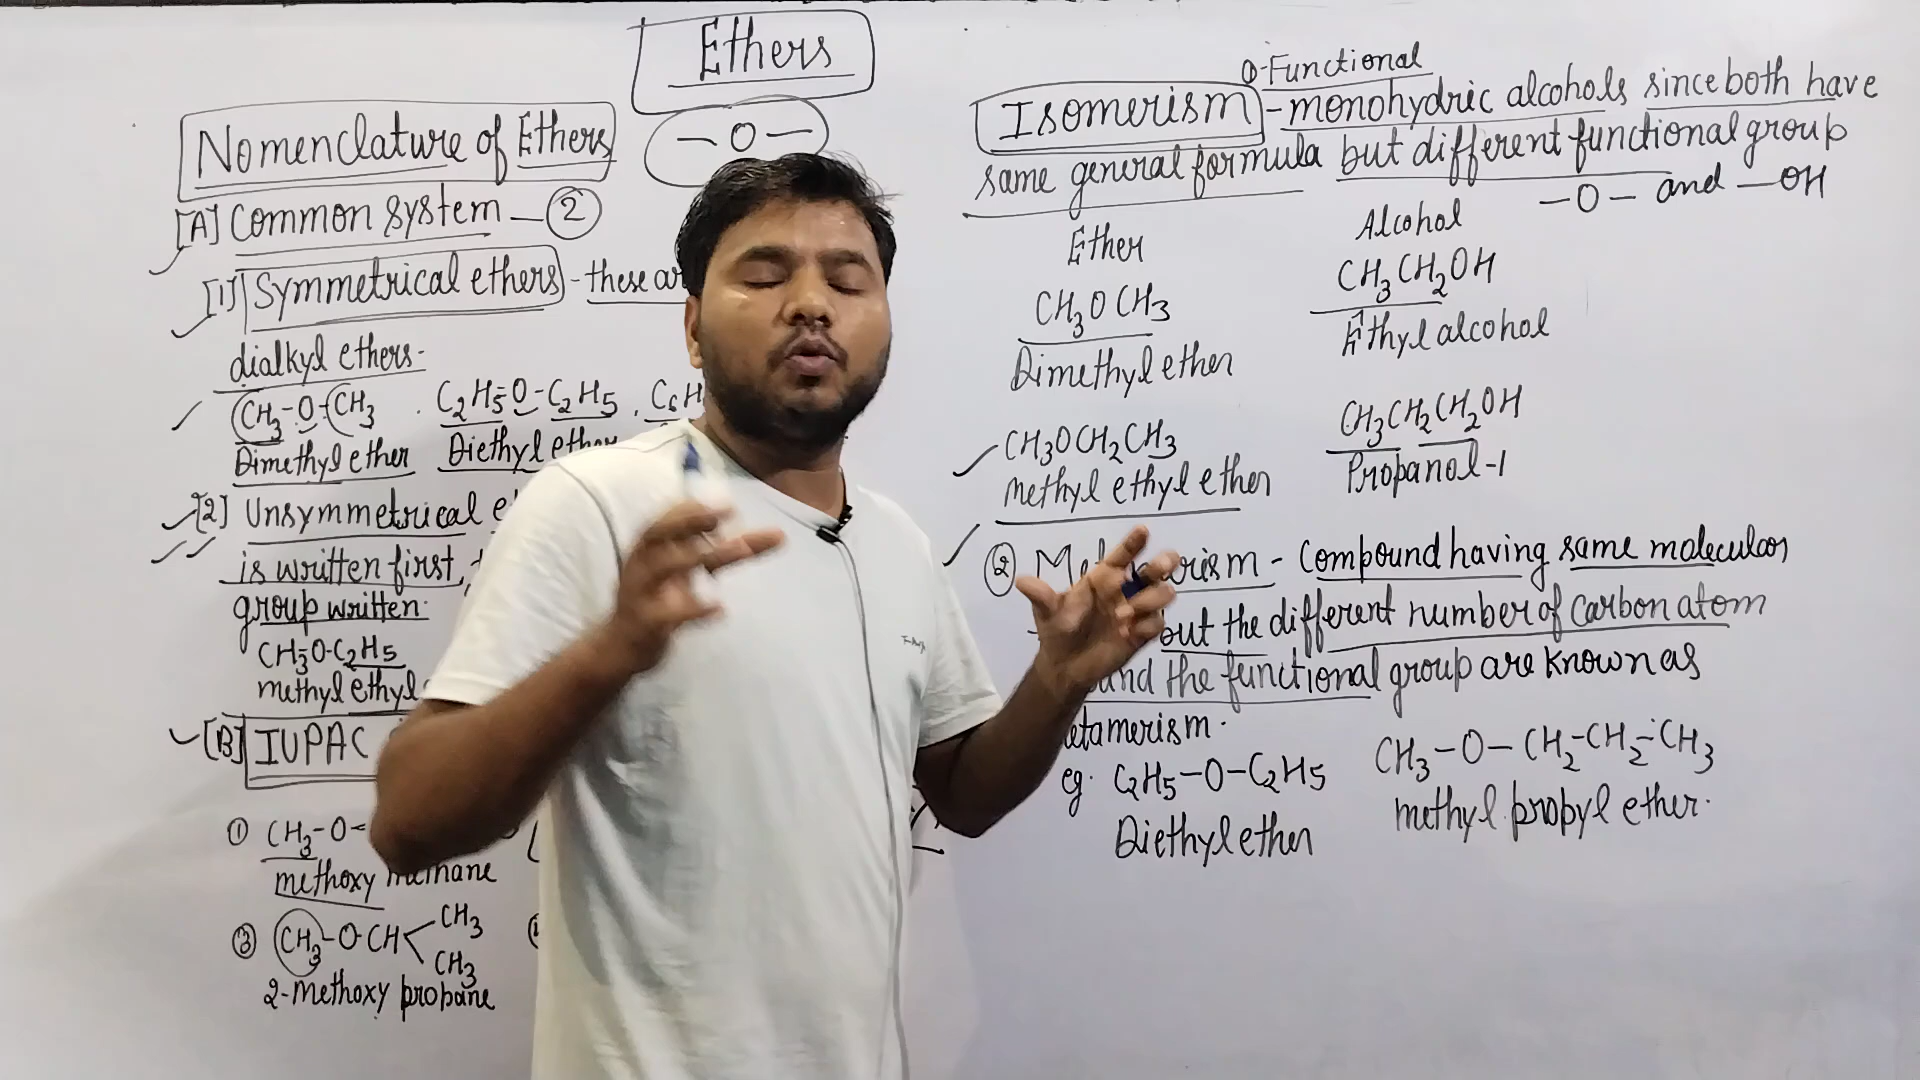 Ethers
—O—
Nomenclature of Ethers
[A] Common system — ②
[1] Symmetrical ethers - these
dialkyl ethers-
CH3-O-CH3 . C2H5-O-C2H5 . C6H
Dimethyl ether Diethyl ether
[2] Unsymmetrical
is written first,
group written.
CH3-O-C2H5
methyl ethyl
[B] IUPAC
① CH3-O-
methoxy methane
③ CH3-O-CH CH3
CH3
2-methoxy propane
①-Functional
Isomerism - monohydric alcohols since both have
same general formula but different functional group
—O— and —OH
Ether Alcohol
CH3OCH3 CH3CH2OH
Dimethyl ether Ethyl alcohol
CH3OCH2CH3 CH3CH2CH2OH
methyl ethyl ether Propanol-1
② Metamerism - Compound having same molecular
but the different number of carbon atom
the functional group are known as
etamerism.
eg. C2H5-O-C2H5 CH3-O-CH2-CH2-CH3
Diethyl ether methyl propyl ether.